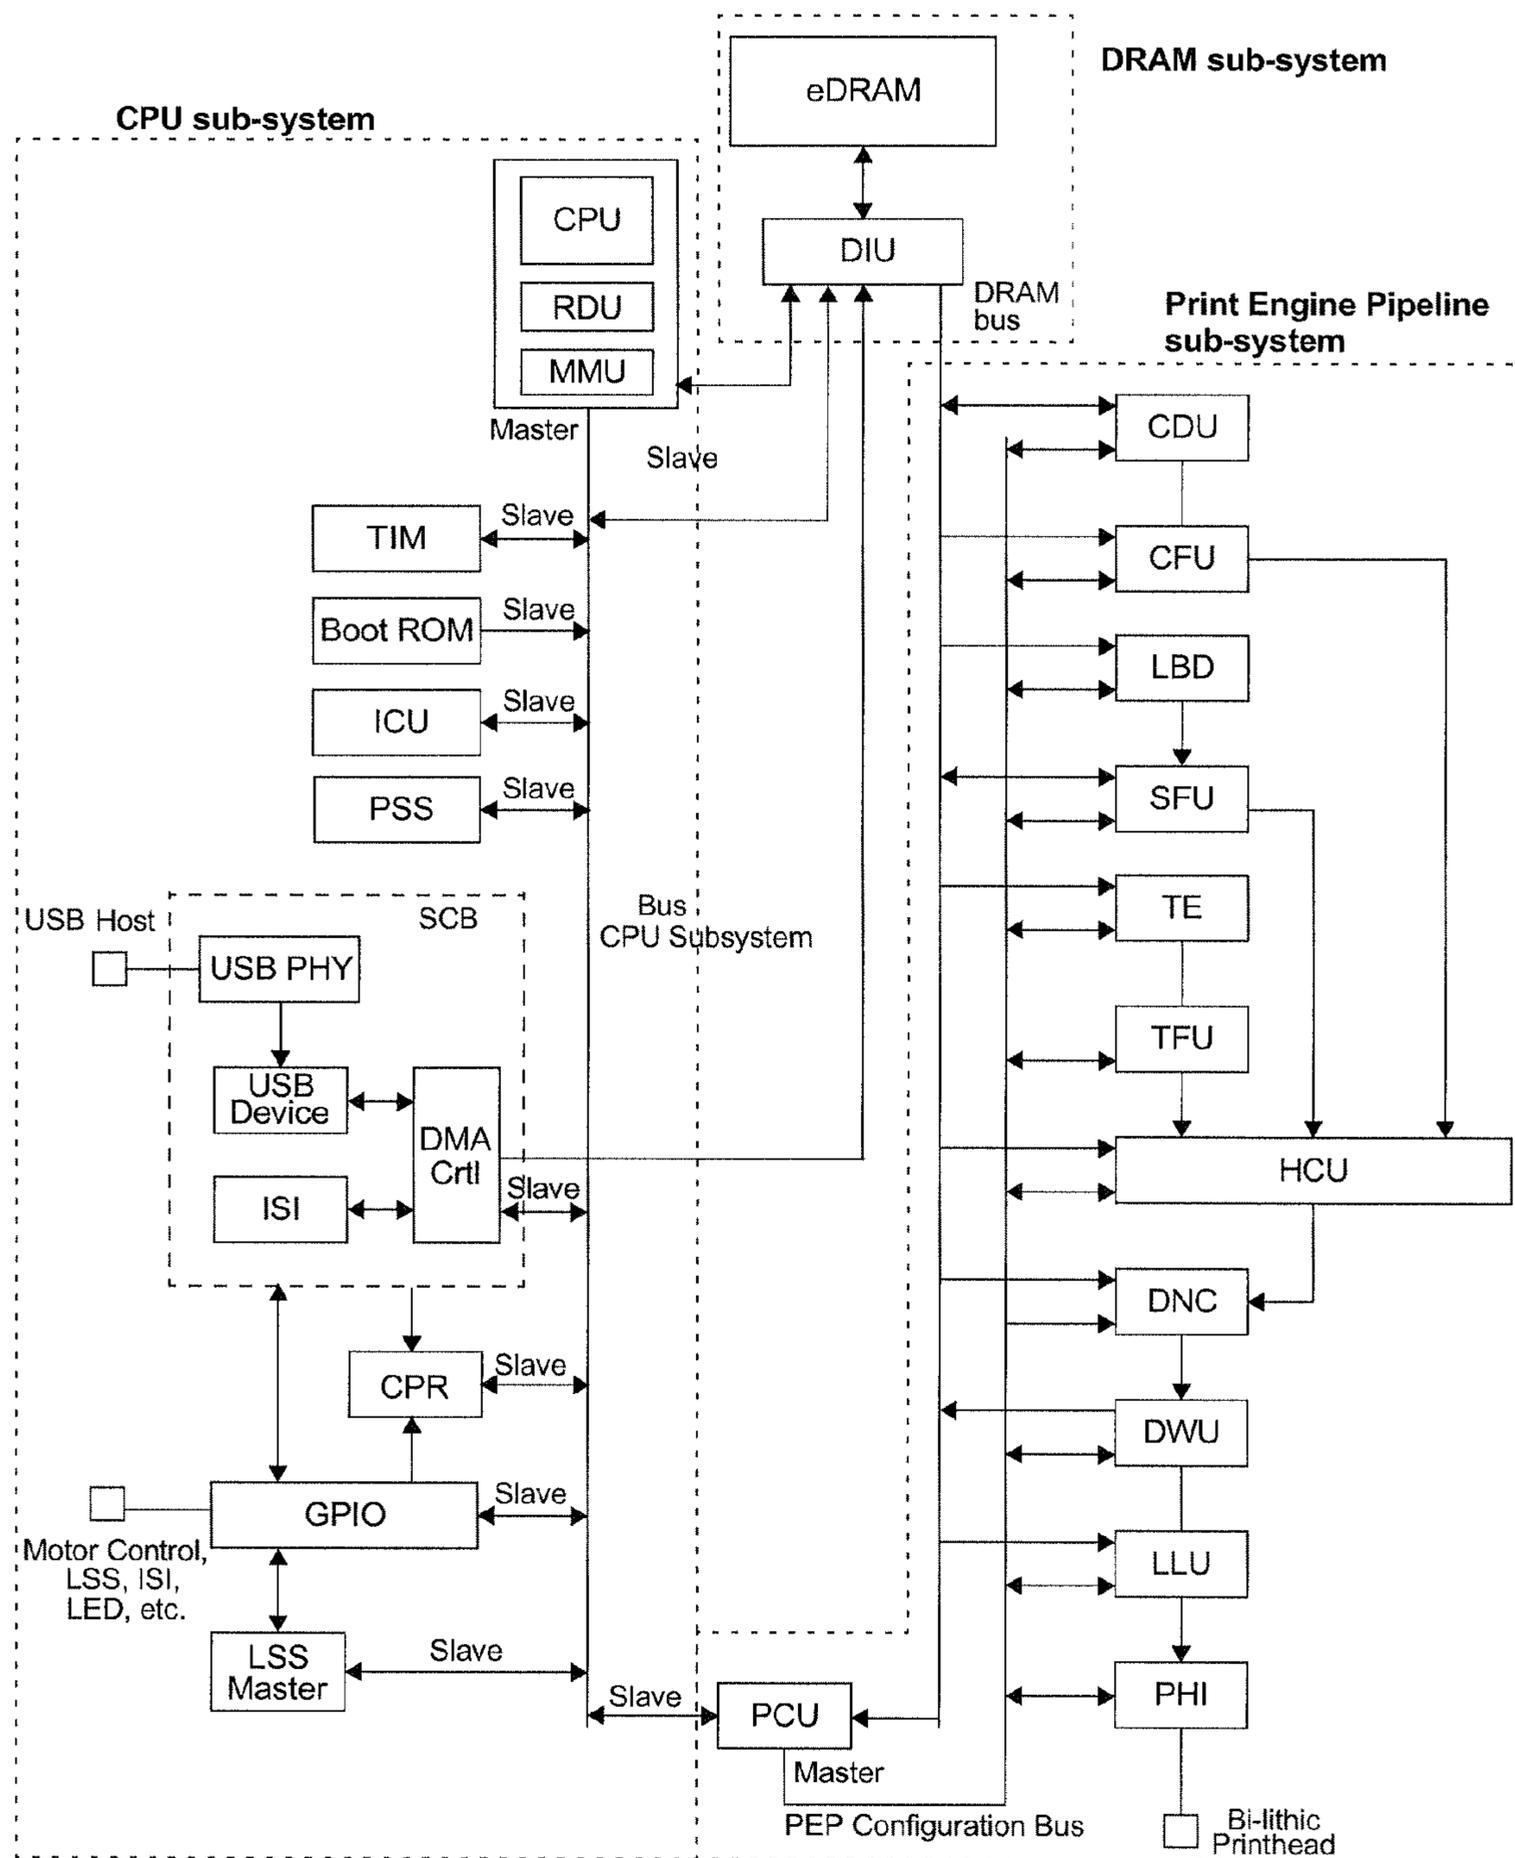 DRAM sub-system
eDRAM
CPU sub-system
CPU
DIU
RDU
DRAM
bus
Print Engine Pipeline
sub-system
MMU
Master
Slave
CDU
TIM
Slave
CFU
Boot ROM
Slave
LBD
ICU
Slave
PSS
Slave
SFU
USB Host
SCB
Bus
CPU Subsystem
TE
USB PHY
TFU
USB
Device
DMA
Crtl
Slave
ISI
HCU
DNC
CPR
Slave
DWU
GPIO
Slave
Motor Control,
LSS, ISI,
LED, etc.
LLU
LSS
Master
Slave
Slave
PCU
PHI
Master
PEP Configuration Bus
Bi-lithic
Printhead